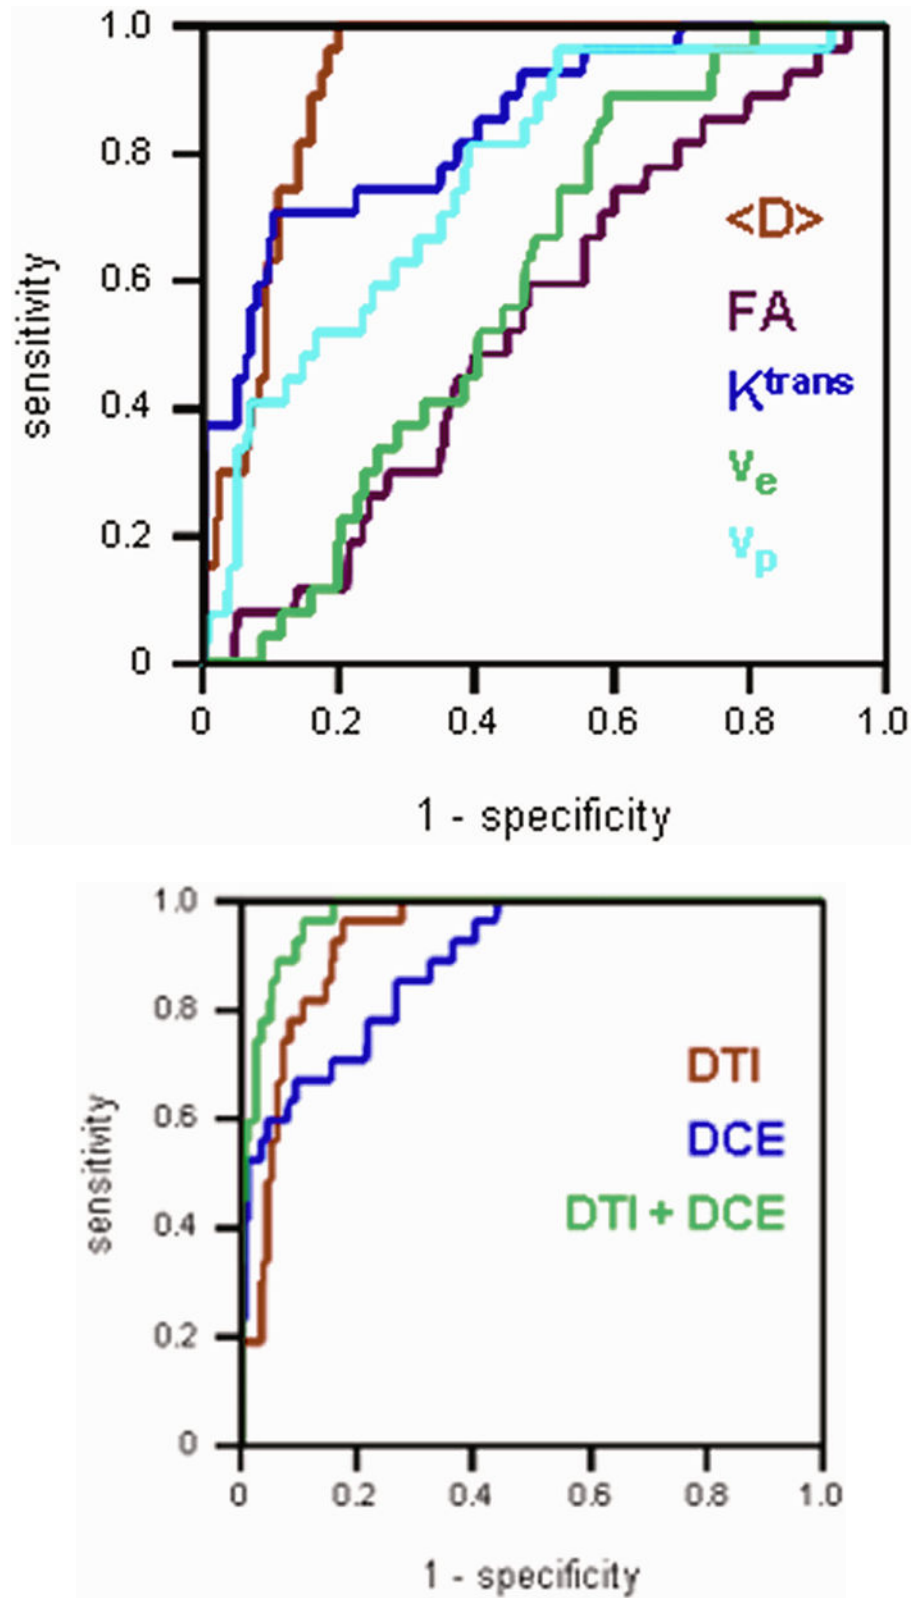 1.0
0.8
0.6
0.4
0.2
0
sensitivity
<D>
FA
Ktrans
ve
vp
0 0.2 0.4 0.6 0.8 1.0
1 - specificity
1.0
0.8
0.6
0.4
0.2
0
sensitivity
DTI
DCE
DTI + DCE
0 0.2 0.4 0.6 0.8 1.0
1 - specificity